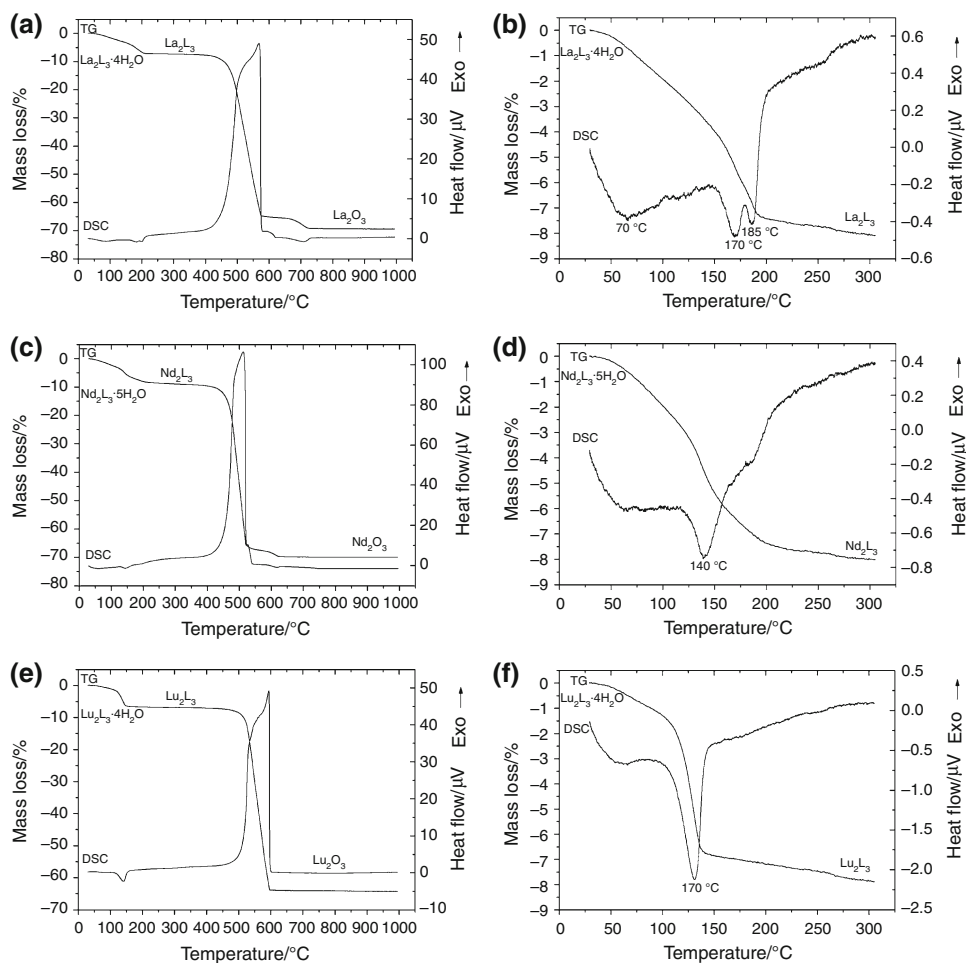 (a)
TG
La₂L₃
La₂L₃·4H₂O
DSC
La₂O₃
0
–10
–20
–30
–40
–50
–60
–70
–80
50
40
30
20
10
0
0 100 200 300 400 500 600 700 800 900 1000
Mass loss/%
Heat flow/µV Exo →
Temperature/°C
(b)
TG
La₂L₃·4H₂O
DSC
70 °C
170 °C
185 °C
La₂L₃
0
–1
–2
–3
–4
–5
–6
–7
–8
–9
0.6
0.4
0.2
0.0
–0.2
–0.4
–0.6
0 50 100 150 200 250 300
Mass loss/%
Heat flow/µV Exo →
Temperature/°C
(c)
TG
Nd₂L₃
Nd₂L₃·5H₂O
DSC
Nd₂O₃
0
–10
–20
–30
–40
–50
–60
–70
–80
100
80
60
40
20
0
0 100 200 300 400 500 600 700 800 900 1000
Mass loss/%
Heat flow/µV Exo →
Temperature/°C
(d)
TG
Nd₂L₃·5H₂O
DSC
140 °C
Nd₂L₃
0
–1
–2
–3
–4
–5
–6
–7
–8
–9
0.4
0.2
0.0
–0.2
–0.4
–0.6
–0.8
0 50 100 150 200 250 300
Mass loss/%
Heat flow/µV Exo →
Temperature/°C
(e)
TG
Lu₂L₃
Lu₂L₃·4H₂O
DSC
Lu₂O₃
0
–10
–20
–30
–40
–50
–60
–70
50
40
30
20
10
0
–10
0 100 200 300 400 500 600 700 800 900 1000
Mass loss/%
Heat flow/µV Exo →
Temperature/°C
(f)
TG
Lu₂L₃·4H₂O
DSC
170 °C
Lu₂L₃
0
–1
–2
–3
–4
–5
–6
–7
–8
–9
0.5
0.0
–0.5
–1.0
–1.5
–2.0
–2.5
0 50 100 150 200 250 300
Mass loss/%
Heat flow/µV Exo →
Temperature/°C